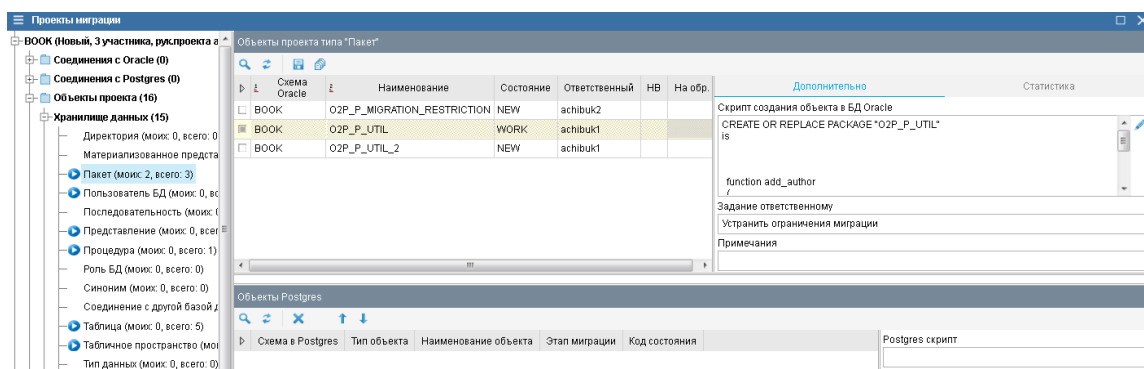 Проекты миграции
BOOK (Новый, 3 участника, рук.проекта a
Соединения с Oracle (0)
Соединения с Postgres (0)
Объекты проекта (16)
Хранилище данных (15)
Директория (моих: 0, всего: 0
Материализованное предста
Пакет (моих: 2, всего: 3)
Пользователь БД (моих: 0, вс
Последовательность (моих: (
Представление (моих: 0, всег
Процедура (моих: 0, всего: 1)
Роль БД (моих: 0, всего: 0)
Синоним (моих: 0, всего: 0)
Соединение с другой базой д
Таблица (моих: 0, всего: 5)
Табличное пространство (мои
Тип данных (моих: 0, всего: 0)
Объекты проекта типа "Пакет"
Схема Oracle Наименование Состояние Ответственный НВ На обр.
BOOK O2P_P_MIGRATION_RESTRICTION NEW achibuk2
BOOK O2P_P_UTIL WORK achibuk1
BOOK O2P_P_UTIL_2 NEW achibuk1
Дополнительно Статистика
Скрипт создания объекта в БД Oracle
CREATE OR REPLACE PACKAGE "O2P_P_UTIL"
is
function add_author
(
Задание ответственному
Устранить ограничения миграции
Примечания
Объекты Postgres
Схема в Postgres Тип объекта Наименование объекта Этап миграции Код состояния
Postgres скрипт